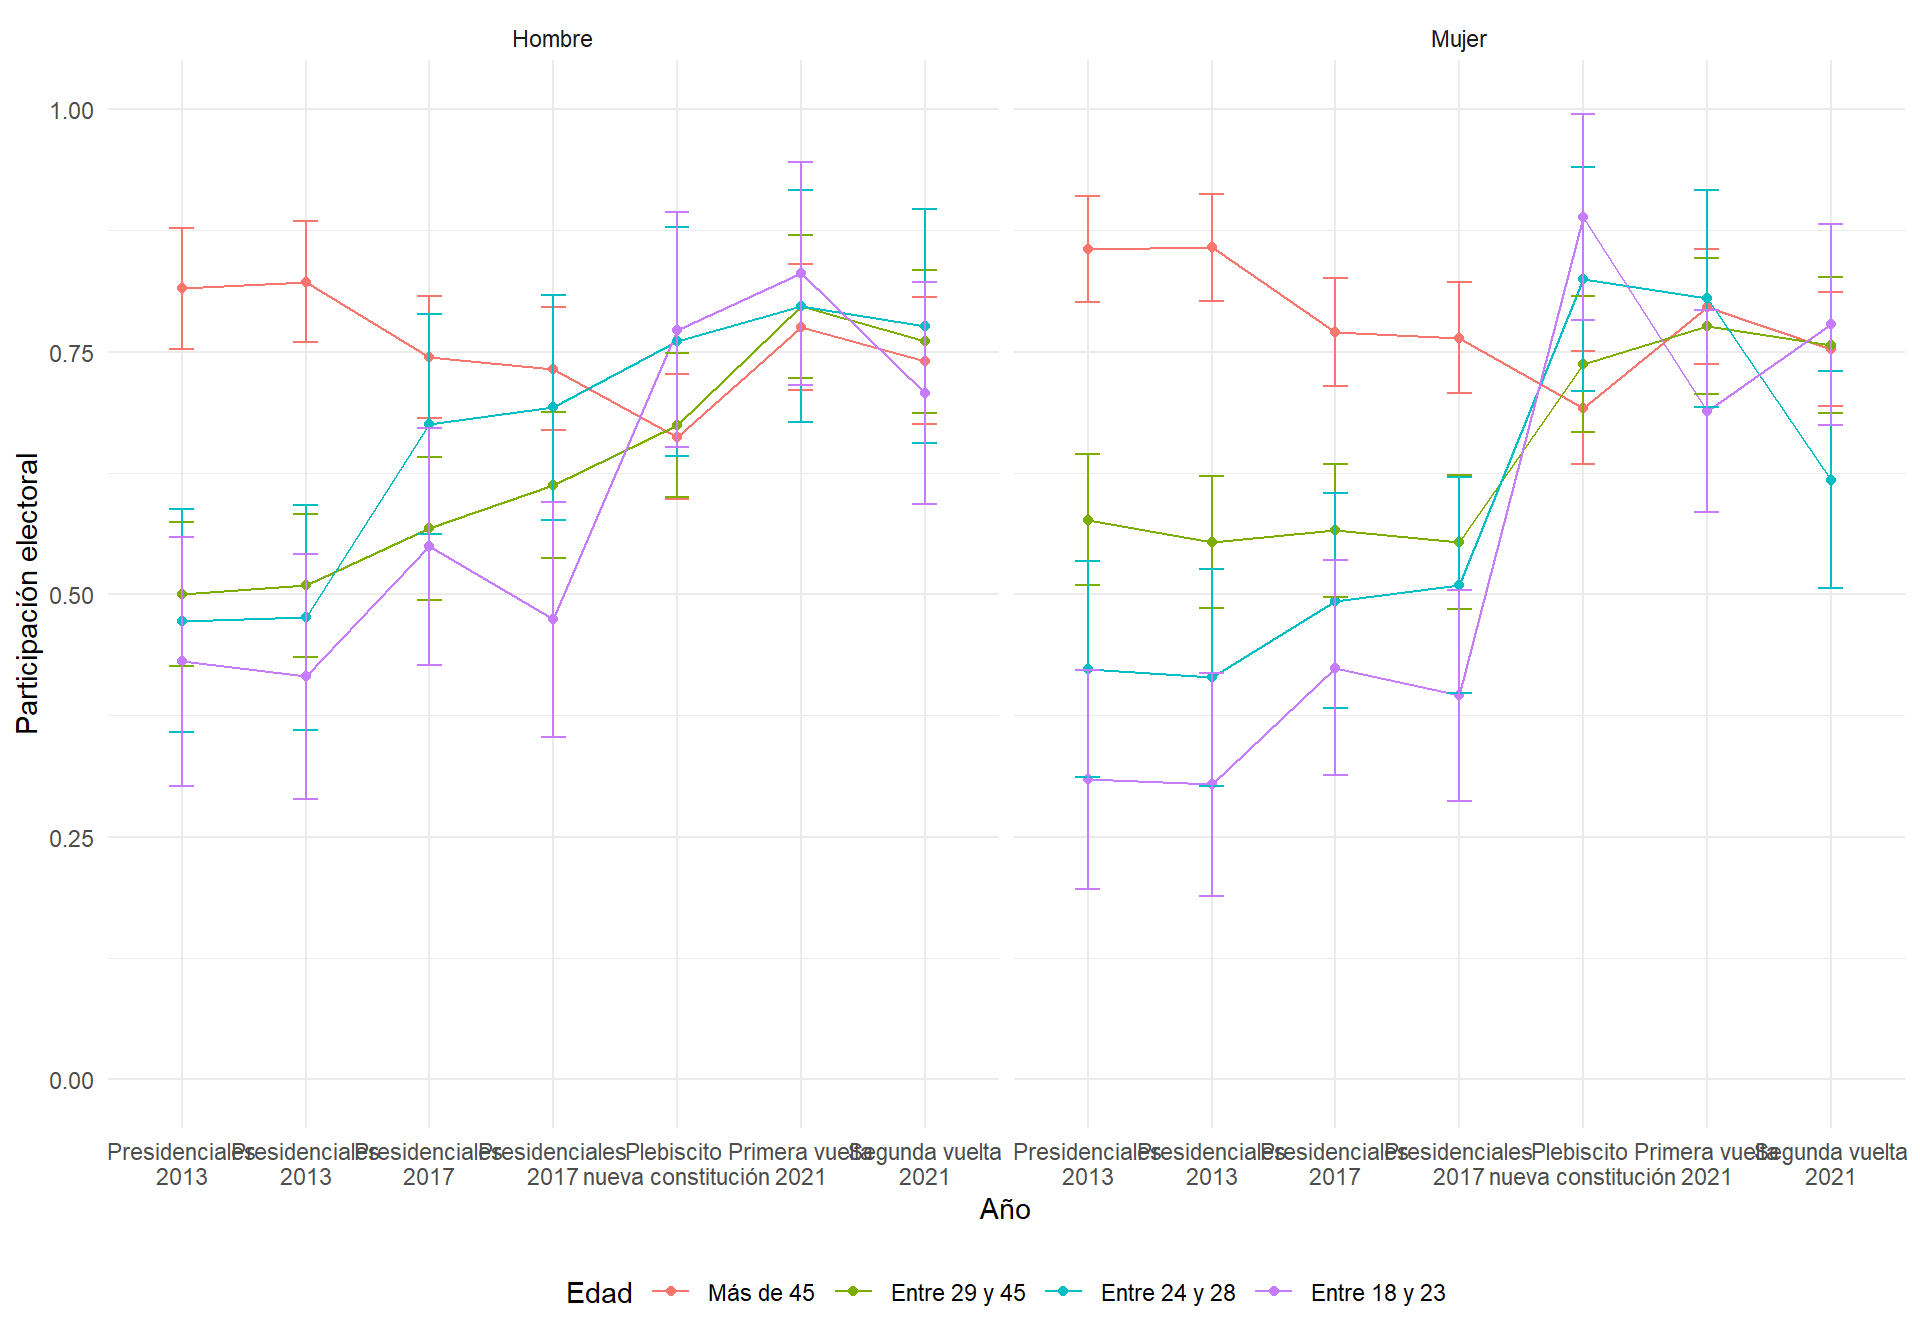 Hombre
Mujer
1.00
0.75
0.50
0.25
0.00
Participación electoral
Presidenciales
2013
Presidenciales
2013
Presidenciales
2017
Presidenciales
2017
Plebiscito
nueva constitución
Primera vuelta
2021
Segunda vuelta
2021
Presidenciales
2013
Presidenciales
2013
Presidenciales
2017
Presidenciales
2017
Plebiscito
nueva constitución
Primera vuelta
2021
Segunda vuelta
2021
Año
Edad Más de 45 Entre 29 y 45 Entre 24 y 28 Entre 18 y 23